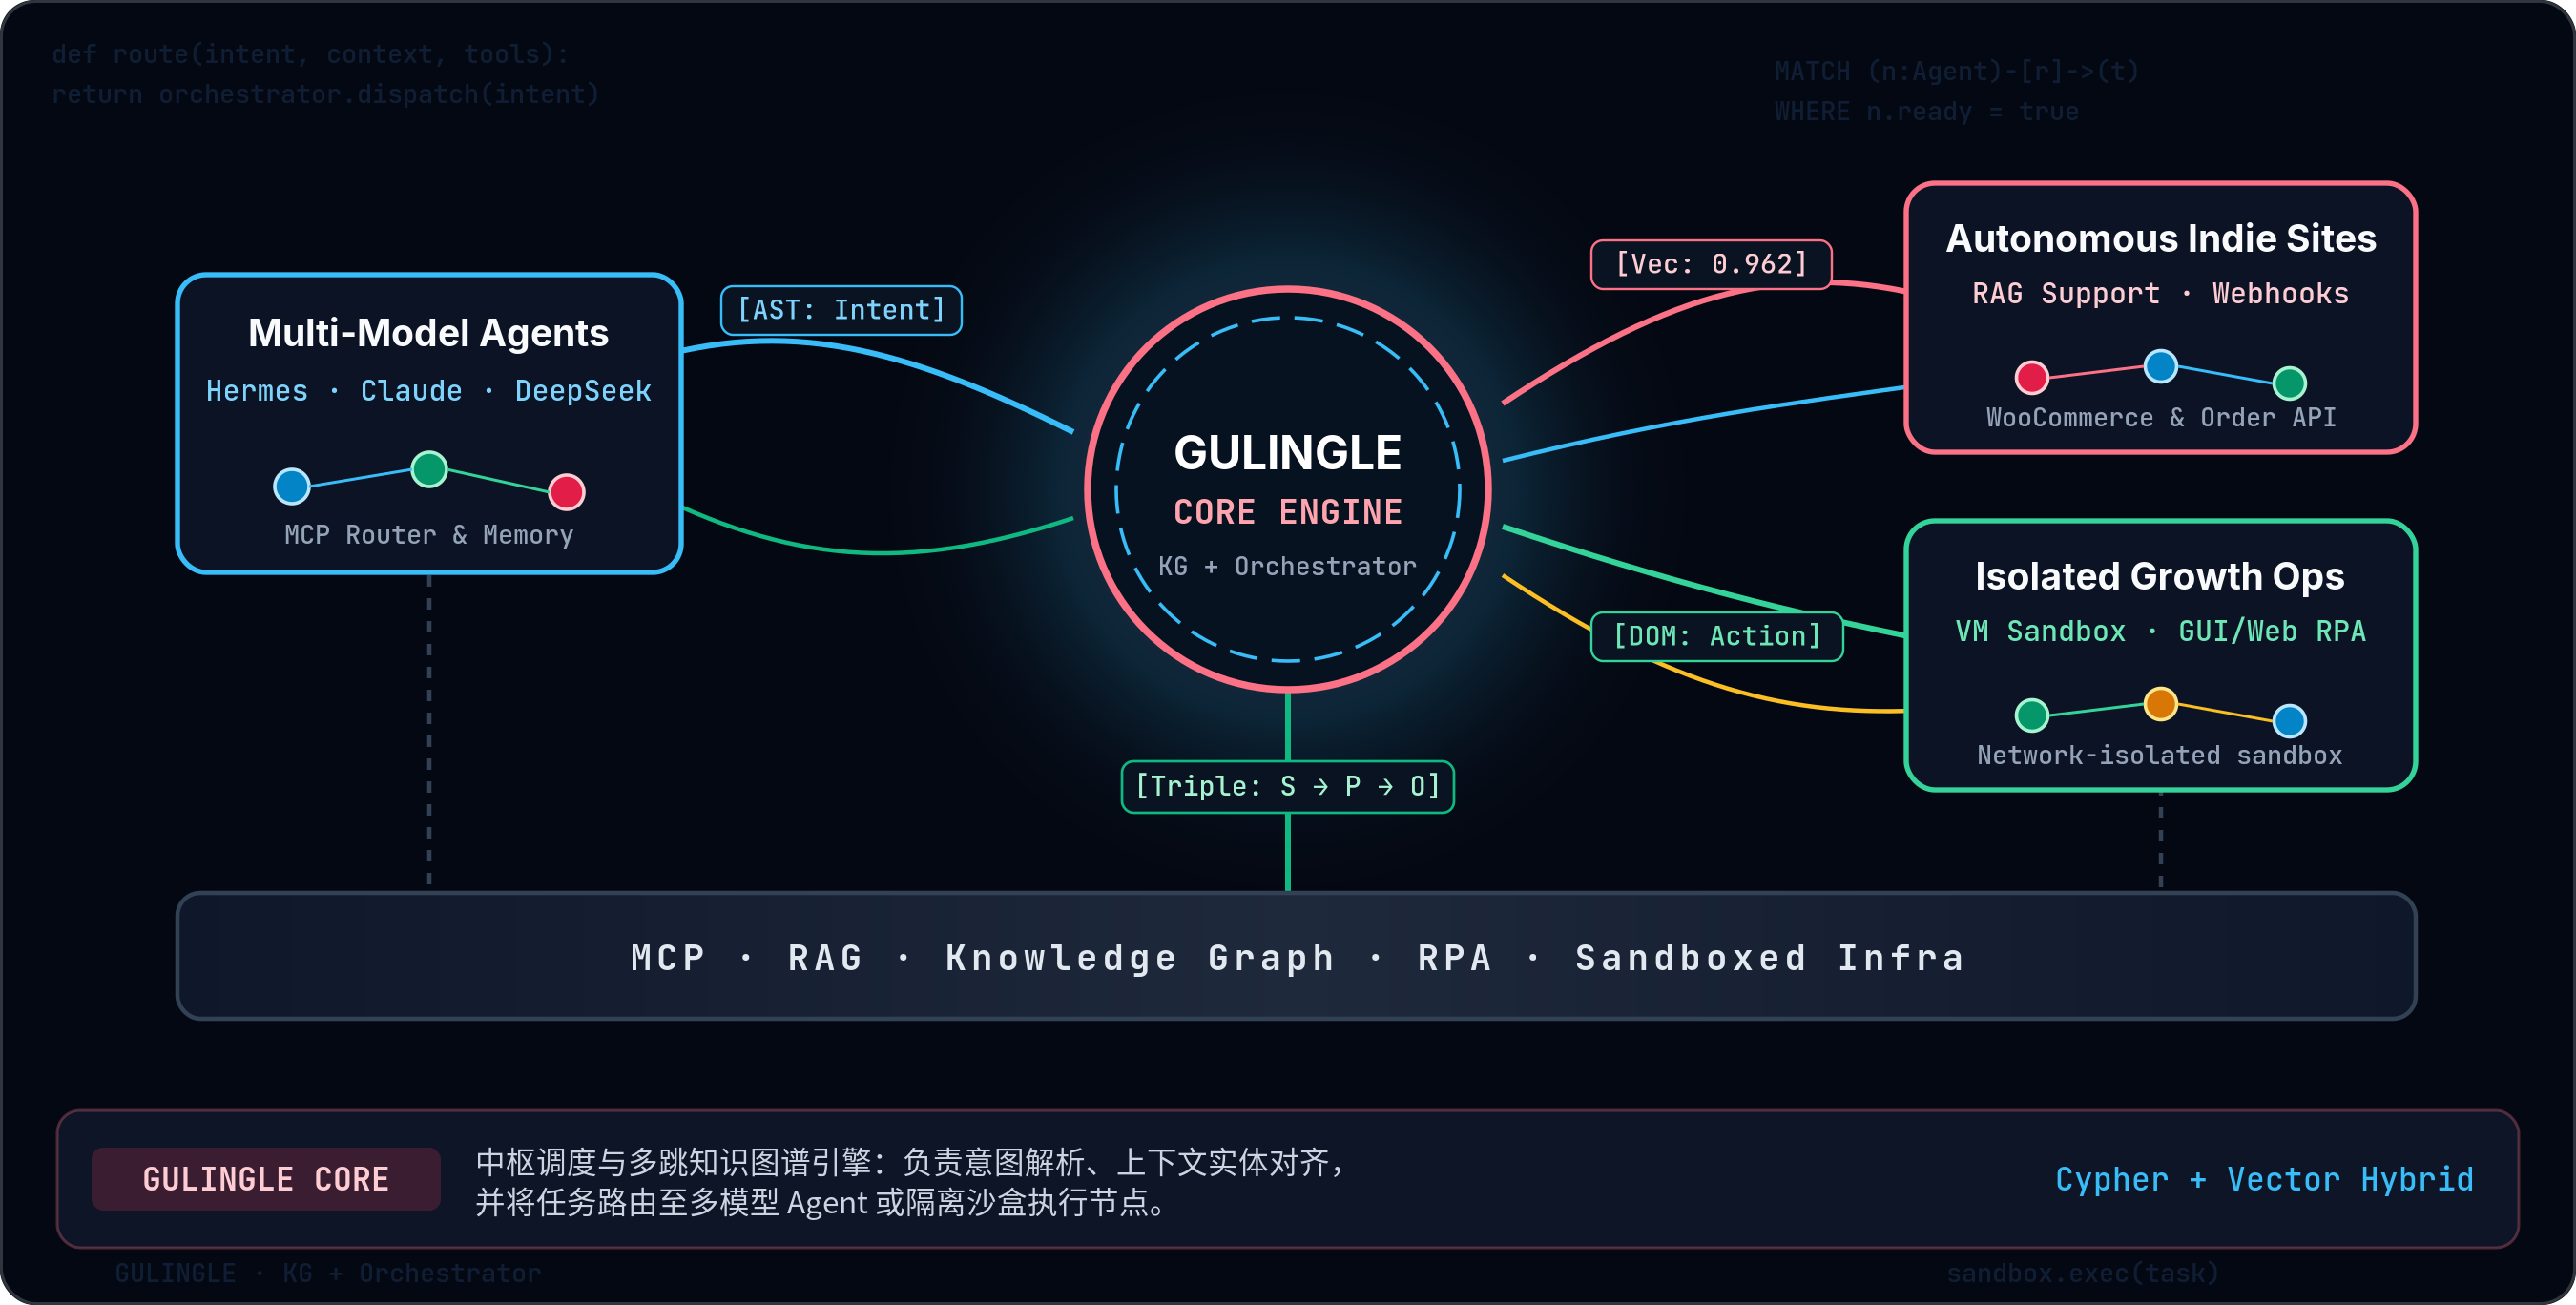 def route(intent, context, tools):
return orchestrator.dispatch(intent)
MATCH (n:Agent)-[r]->(t)
WHERE n.ready = true
Multi-Model Agents
Hermes · Claude · DeepSeek
MCP Router & Memory
[AST: Intent]
GULINGLE
CORE ENGINE
KG + Orchestrator
[Vec: 0.962]
Autonomous Indie Sites
RAG Support · Webhooks
WooCommerce & Order API
[DOM: Action]
Isolated Growth Ops
VM Sandbox · GUI/Web RPA
Network-isolated sandbox
[Triple: S → P → O]
MCP · RAG · Knowledge Graph · RPA · Sandboxed Infra
GULINGLE CORE
中枢调度与多跳知识图谱引擎：负责意图解析、上下文实体对齐，
并将任务路由至多模型 Agent 或隔离沙盒执行节点。
Cypher + Vector Hybrid
GULINGLE · KG + Orchestrator
sandbox.exec(task)